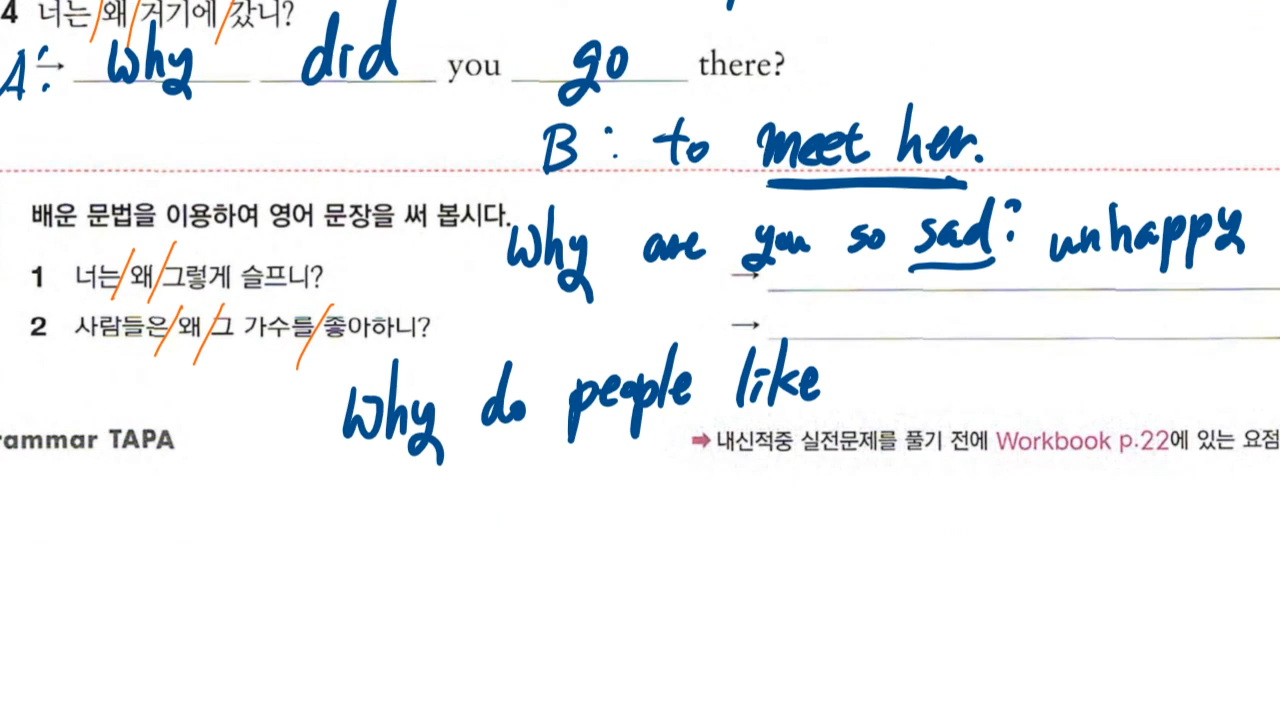 4 너는/왜/거기에/갔니?
A: → why did you go there?
B : to meet her.
배운 문법을 이용하여 영어 문장을 써 봅시다.
why are you so sad? unhappy
1 너는/왜/그렇게 슬프니? →
2 사람들은/왜/그 가수를/좋아하니? →
why do people like
rammar TAPA
➡ 내신적중 실전문제를 풀기 전에 Workbook p.22에 있는 요점